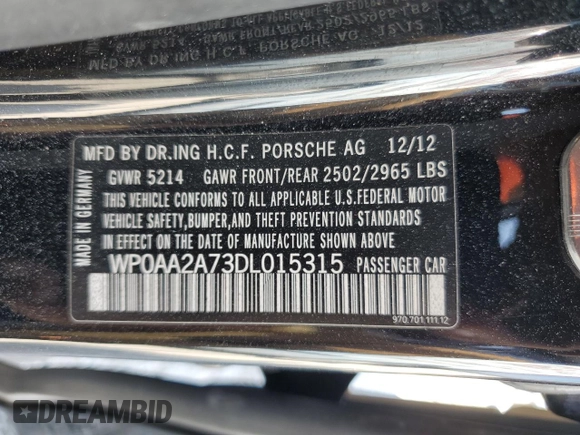 MFD BY DR.ING H.C.F. PORSCHE AG 12/12
GVWR 5214 GAWR FRONT/REAR 2502/2965 LBS
THIS VEHICLE CONFORMS TO ALL APPLICABLE U.S.FEDERAL MOTOR
VEHICLE SAFETY,BUMPER,AND THEFT PREVENTION STANDARDS
IN EFFECT ON THE DATE OF MANUFACTURE SHOWN ABOVE.
WP0AA2A73DL015315 PASSENGER CAR
MADE IN GERMANY
970.701.111.12
DREAMBID